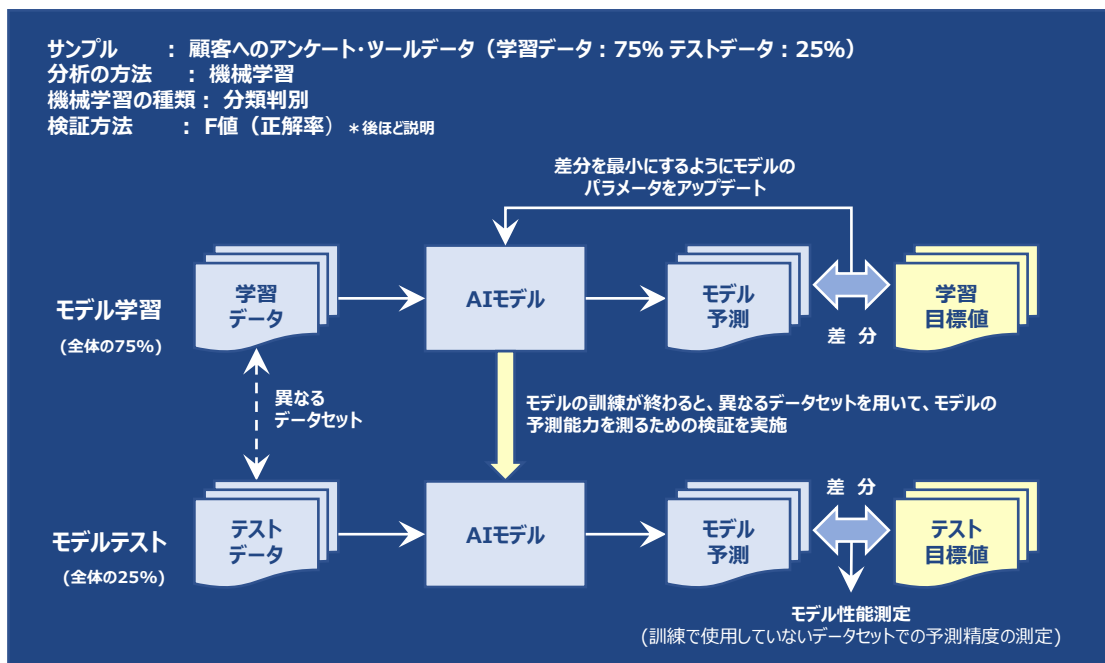 サンプル : 顧客へのアンケート・ツールデータ（学習データ：75% テストデータ：25%）
分析の方法 : 機械学習
機械学習の種類： 分類判別
検証方法 : F値（正解率）＊後ほど説明
差分を最小にするようにモデルの
パラメータをアップデート
モデル学習
(全体の75%)
学習
データ
AIモデル
モデル
予測
差 分
学習
目標値
異なる
データセット
モデルの訓練が終わると、異なるデータセットを用いて、モデルの
予測能力を測るための検証を実施
モデルテスト
(全体の25%)
テスト
データ
AIモデル
モデル
予測
差 分
テスト
目標値
モデル性能測定
(訓練で使用していないデータセットでの予測精度の測定)